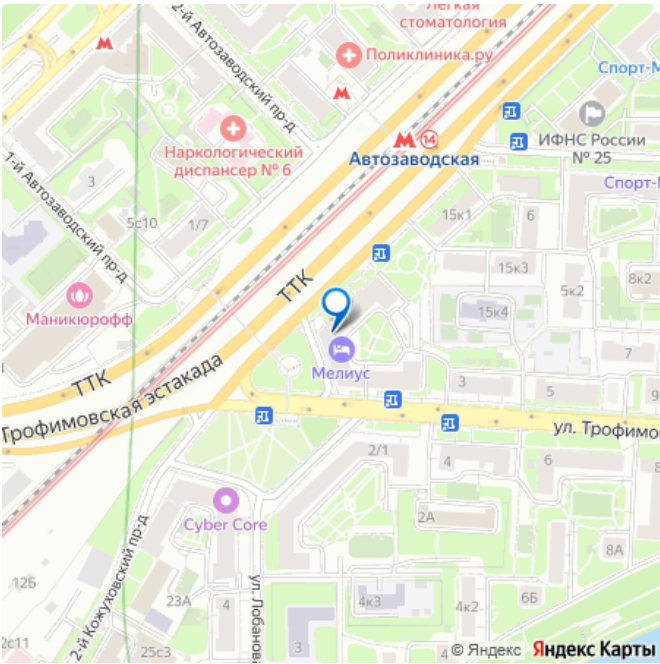 Легкая
стоматология
2-й Автозаводский пр-д
Поликлиника.ру
Спорт-М
14
Автозаводская
ИФНС России
№ 25
Наркологический
диспансер № 6
1-й Автозаводский пр-д
3
5с10
1/7
Спорт-М
15к1
6
15к3
8к2
5к2
15к4
ТТК
Маникюрофф
Мелиус
7
ТТК
Трофимовская эстакада
3
5
9
ул. Трофимо
2/1
4
6
Cyber Core
2А
8А
2-й Кожуховский пр-д
12б
23А
4
ул. Лобанова
3
4к3
4к2
6Б
2с11
25с3
© Яндекс Яндекс Карты